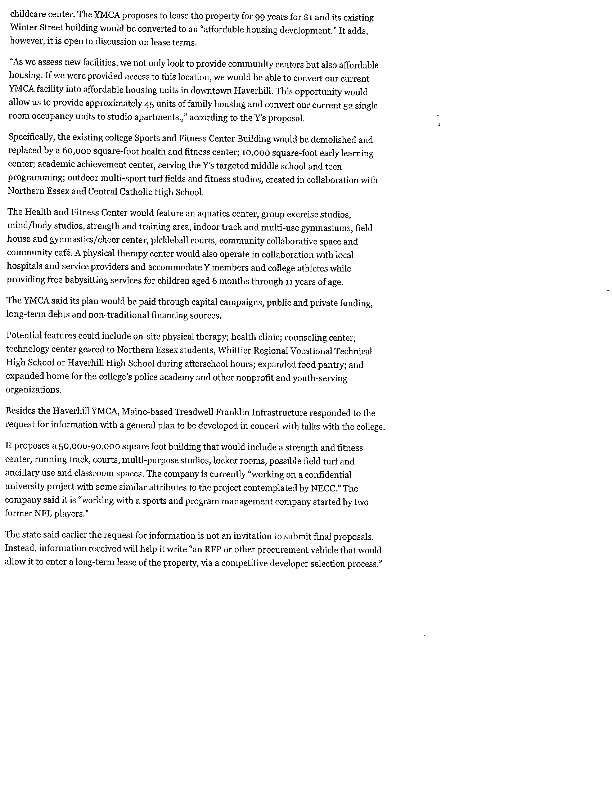 childcare center. The YMCA proposes to lease the property for 99 years for $1 and its existing
Winter Street building would be converted to an "affordable housing development." It adds,
however, it is open to discussion on lease terms.
"As we assess new facilities, we not only look to provide community centers but also affordable
housing. If we were provided access to this location, we would be able to convert our current
YMCA facility into affordable housing units in downtown Haverhill. This opportunity would
allow us to provide approximately 45 units of family housing and convert our current 52 single
room occupancy units to studio apartments.," according to the Y's proposal.
Specifically, the existing college Sports and Fitness Center Building would be demolished and
replaced by a 60,000 square-foot health and fitness center; 10,000 square-foot early learning
center; academic achievement center, serving the Y's targeted middle school and teen
programming; outdoor multi-sport turf fields and fitness studios, created in collaboration with
Northern Essex and Central Catholic High School.
The Health and Fitness Center would feature an aquatics center, group exercise studios,
mind/body studios, strength and training area, indoor track and multi-use gymnasiums, field
house and gymnastics/cheer center, pickleball courts, community collaborative space and
community café. A physical therapy center would also operate in collaboration with local
hospitals and service providers and accommodate Y members and college athletes while
providing free babysitting services for children aged 6 months through 11 years of age.
The YMCA said its plan would be paid through capital campaigns, public and private funding,
long-term debts and non-traditional financing sources.
Potential features could include on-site physical therapy; health clinic; counseling center;
technology center geared to Northern Essex students, Whittier Regional Vocational Technical
High School or Haverhill High School during afterschool hours; expanded food pantry; and
expanded home for the college's police academy and other nonprofit and youth-serving
organizations.
Besides the Haverhill YMCA, Maine-based Treadwell Franklin Infrastructure responded to the
request for information with a general plan to be developed in concert with talks with the college.
It proposes a 50,000-90,000 square foot building that would include a strength and fitness
center, running track, courts, multi-purpose studios, locker rooms, possible field turf and
ancillary use and classroom spaces. The company is currently "working on a confidential
university project with some similar attributes to the project contemplated by NECC." The
company said it is "working with a sports and program management company started by two
former NFL players."
The state said earlier the request for information is not an invitation to submit final proposals.
Instead, information received will help it write "an RFP or other procurement vehicle that would
allow it to enter a long-term lease of the property, via a competitive developer selection process."